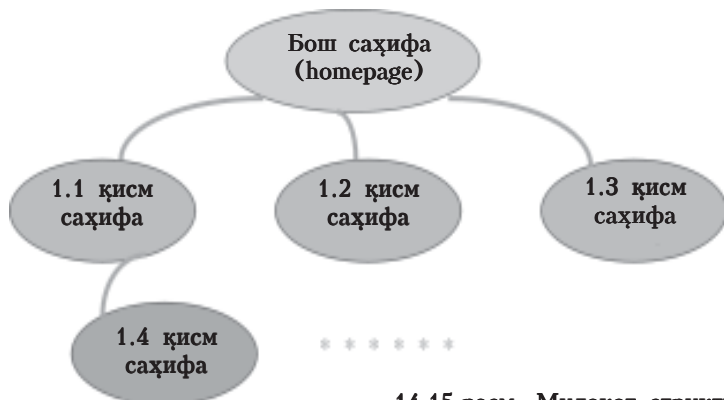 Бош саҳифа
(homepage)
1.1 қисм
саҳифа
1.2 қисм
саҳифа
1.3 қисм
саҳифа
1.4 қисм
саҳифа
* * * * * *